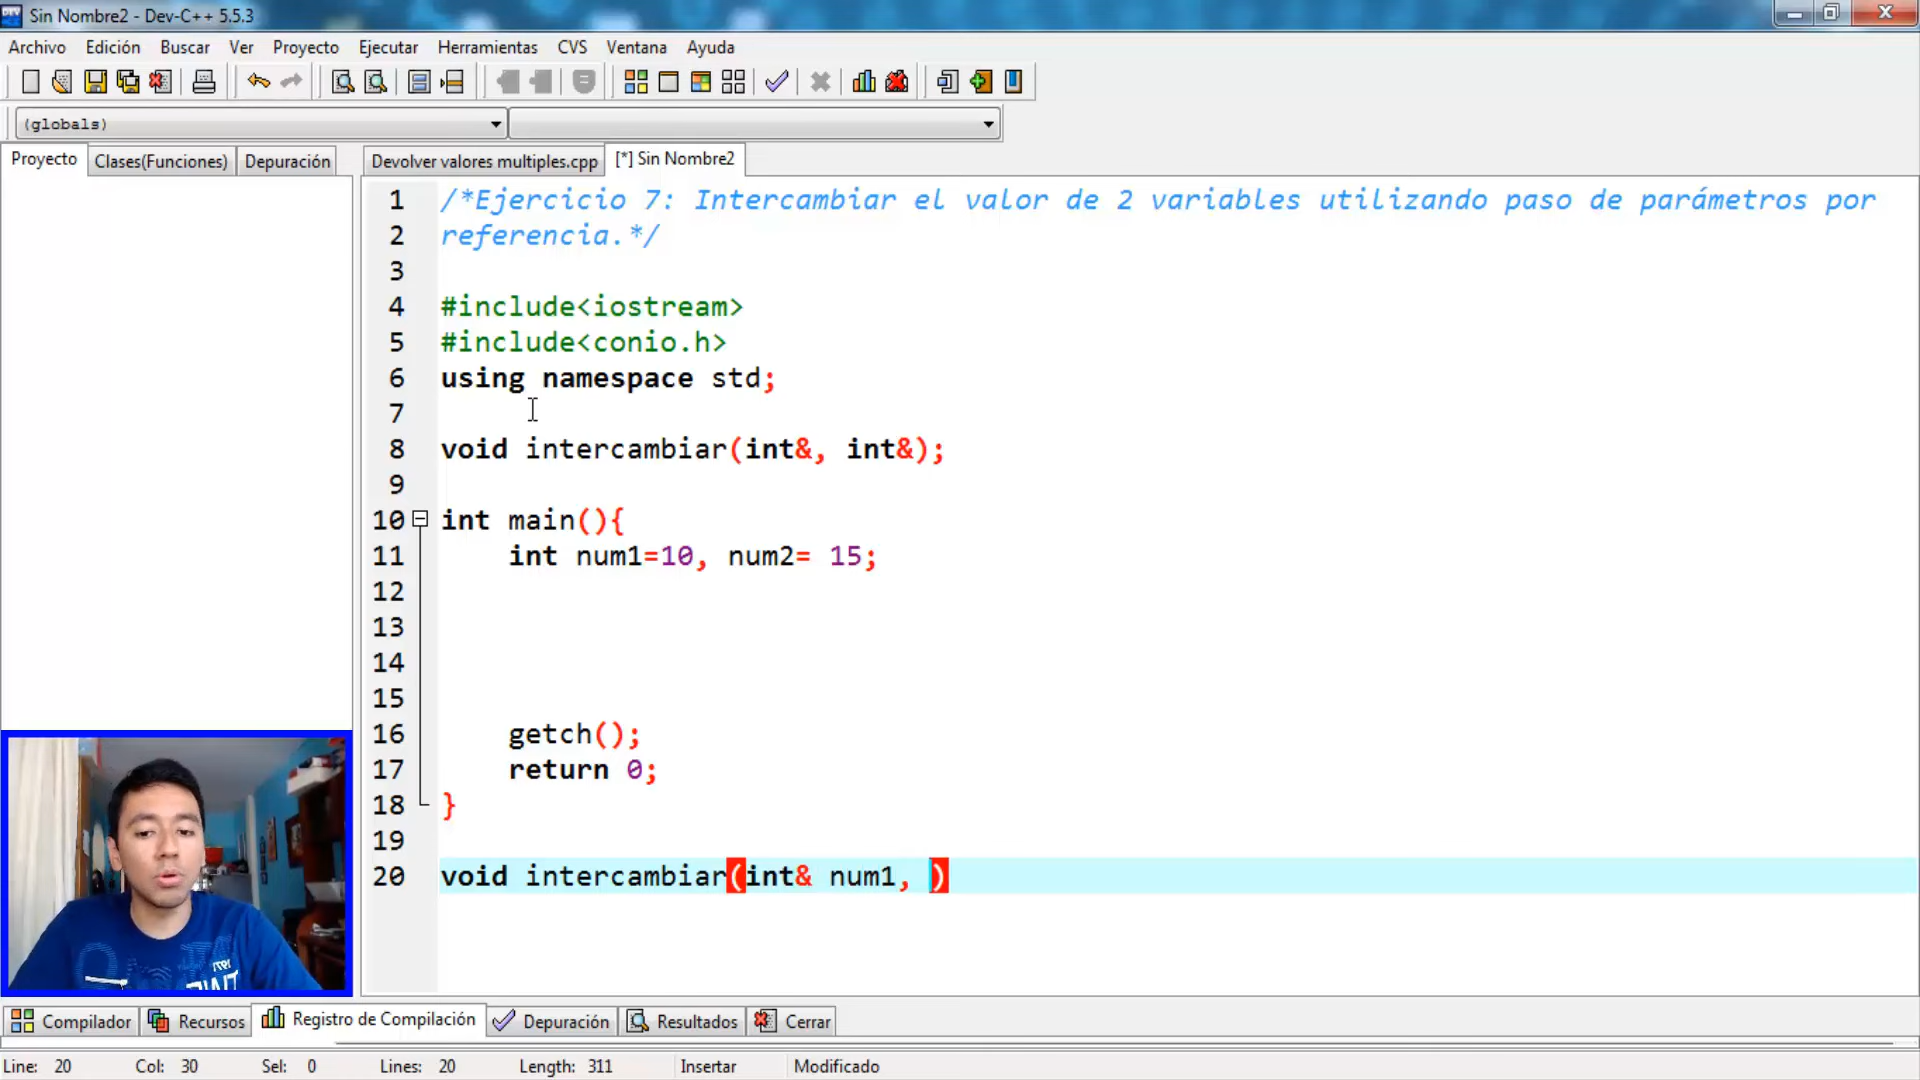 Sin Nombre2 - Dev-C++ 5.5.3
Archivo Edición Buscar Ver Proyecto Ejecutar Herramientas CVS Ventana Ayuda
(globals)
Proyecto Clases(Funciones) Depuración Devolver valores multiples.cpp [*] Sin Nombre2
1 /*Ejercicio 7: Intercambiar el valor de 2 variables utilizando paso de parámetros por
2 referencia.*/
3
4 #include<iostream>
5 #include<conio.h>
6 using namespace std;
7
8 void intercambiar(int&, int&);
9
10 int main(){
11 int num1=10, num2= 15;
12
13
14
15
16 getch();
17 return 0;
18 }
19
20 void intercambiar(int& num1, )
Compilador Recursos Registro de Compilación Depuración Resultados Cerrar
Line: 20 Col: 30 Sel: 0 Lines: 20 Length: 311 Insertar Modificado